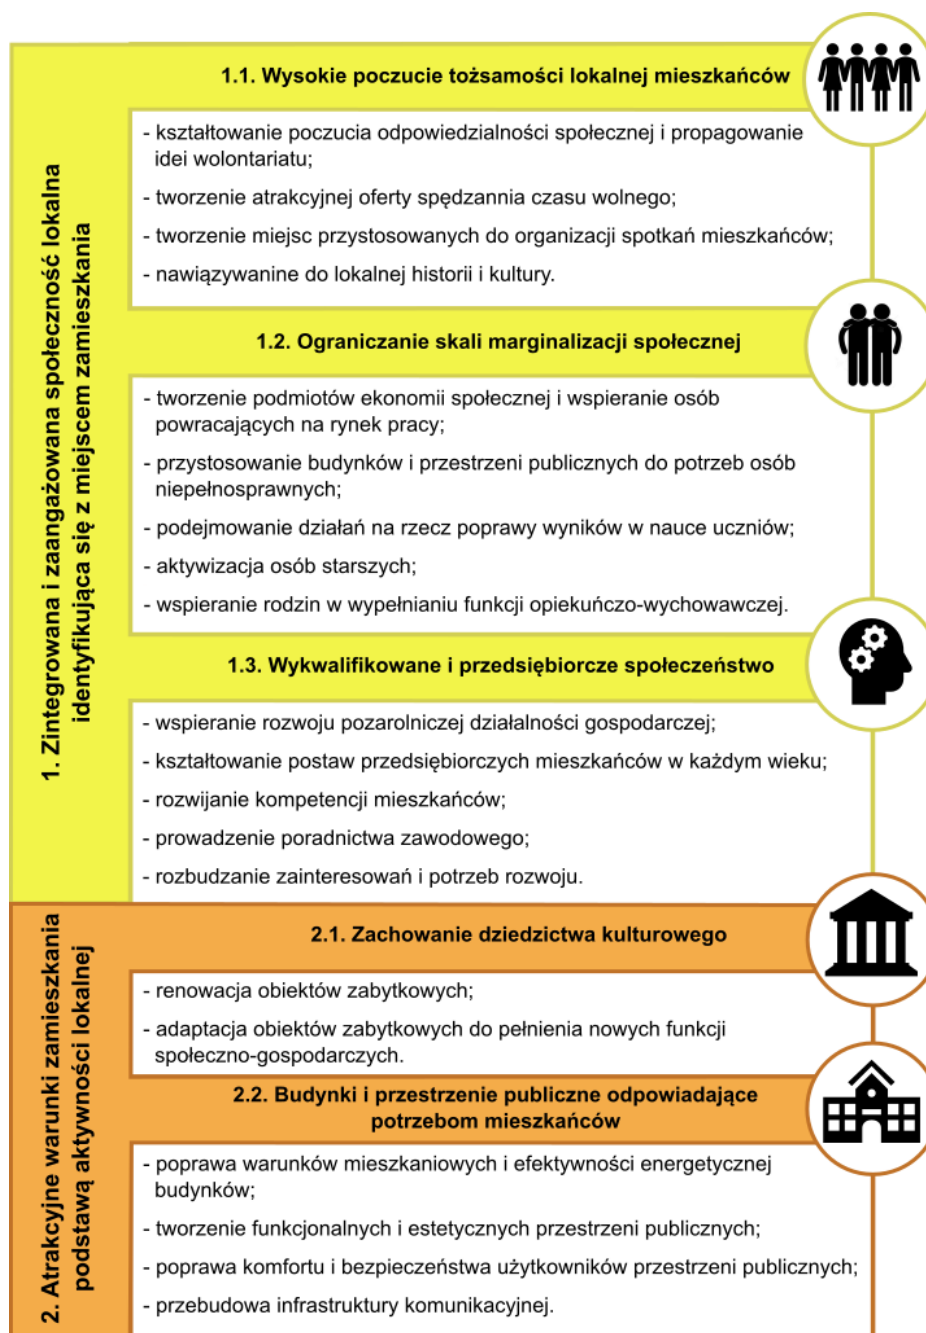 1. Zintegrowana i zaangażowana społeczność lokalna
identyfikująca się z miejscem zamieszkania
1.1. Wysokie poczucie tożsamości lokalnej mieszkańców
- kształtowanie poczucia odpowiedzialności społecznej i propagowanie
idei wolontariatu;
- tworzenie atrakcyjnej oferty spędzannia czasu wolnego;
- tworzenie miejsc przystosowanych do organizacji spotkań mieszkańców;
- nawiązywanine do lokalnej historii i kultury.
1.2. Ograniczanie skali marginalizacji społecznej
- tworzenie podmiotów ekonomii społecznej i wspieranie osób
powracających na rynek pracy;
- przystosowanie budynków i przestrzeni publicznych do potrzeb osób
niepełnosprawnych;
- podejmowanie działań na rzecz poprawy wyników w nauce uczniów;
- aktywizacja osób starszych;
- wspieranie rodzin w wypełnianiu funkcji opiekuńczo-wychowawczej.
1.3. Wykwalifikowane i przedsiębiorcze społeczeństwo
- wspieranie rozwoju pozarolniczej działalności gospodarczej;
- kształtowanie postaw przedsiębiorczych mieszkańców w każdym wieku;
- rozwijanie kompetencji mieszkańców;
- prowadzenie poradnictwa zawodowego;
- rozbudzanie zainteresowań i potrzeb rozwoju.
2. Atrakcyjne warunki zamieszkania
podstawą aktywności lokalnej
2.1. Zachowanie dziedzictwa kulturowego
- renowacja obiektów zabytkowych;
- adaptacja obiektów zabytkowych do pełnienia nowych funkcji
społeczno-gospodarczych.
2.2. Budynki i przestrzenie publiczne odpowiadające
potrzebom mieszkańców
- poprawa warunków mieszkaniowych i efektywności energetycznej
budynków;
- tworzenie funkcjonalnych i estetycznych przestrzeni publicznych;
- poprawa komfortu i bezpieczeństwa użytkowników przestrzeni publicznych;
- przebudowa infrastruktury komunikacyjnej.